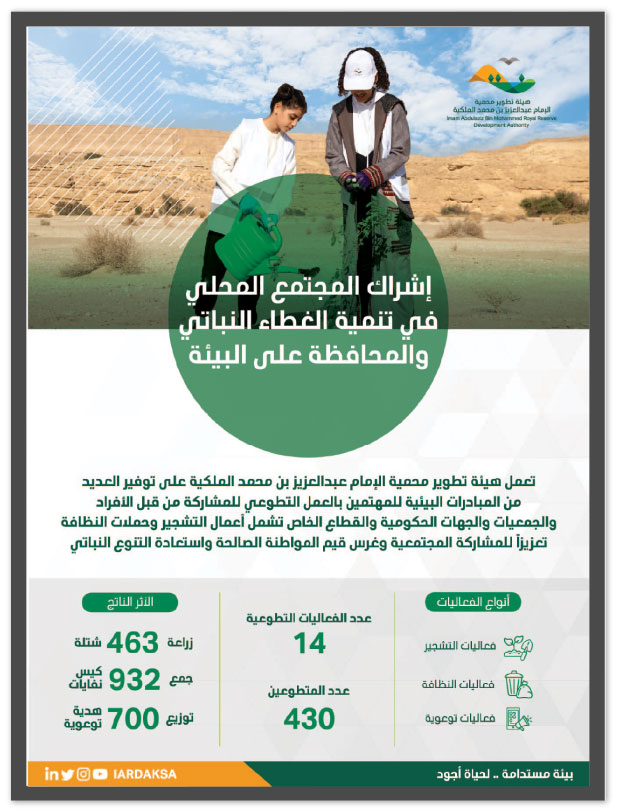 هيئة تطوير محمية
الإمام عبدالعزيز بن محمد الملكية
Imam Abdulaziz Bin Mohammed Royal Reserve
Development Authority
إشراك المجتمع المحلي
في تنمية الغطاء النباتي
والمحافظة على البيئة
تعمل هيئة تطوير محمية الإمام عبدالعزيز بن محمد الملكية على توفير العديد
من المبادرات البيئية للمهتمين بالعمل التطوعي للمشاركة من قبل الأفراد
والجمعيات والجهات الحكومية والقطاع الخاص تشمل أعمال التشجير وحملات النظافة
تعزيزاً للمشاركة المجتمعية وغرس قيم المواطنة الصالحة واستعادة التنوع النباتي
أنواع الفعاليات
فعاليات التشجير
فعاليات النظافة
فعاليات توعوية
عدد الفعاليات التطوعية
14
عدد المتطوعين
430
الأثر الناتج
زراعة 463 شتلة
جمع 932 كيس نفايات
توزيع 700 هدية توعوية
بيئة مستدامة .. لحياة أجود
IARDAKSA